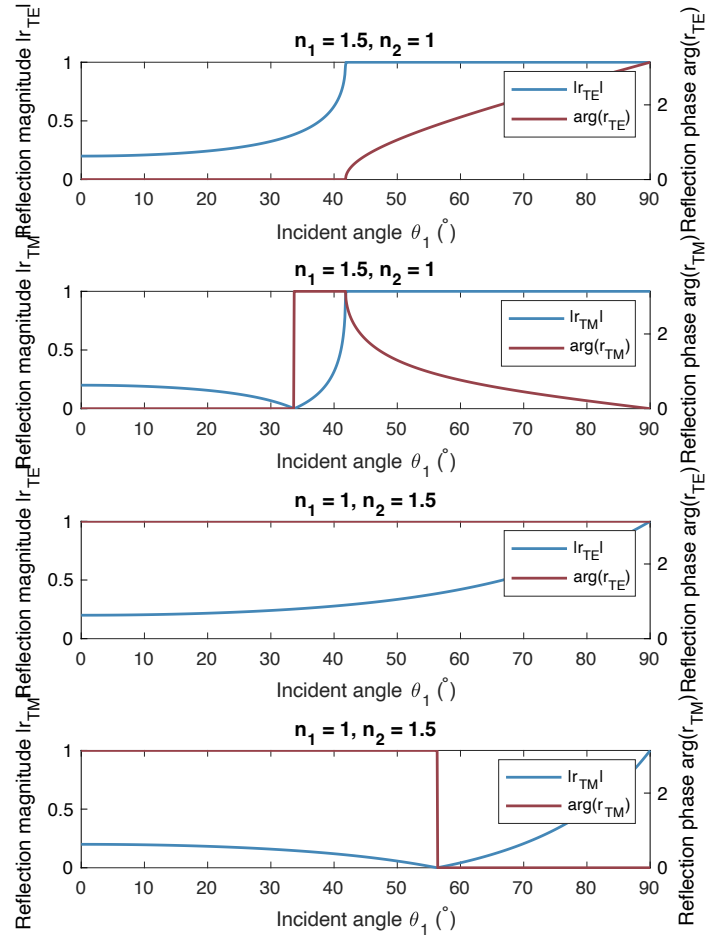 n1 = 1.5, n2 = 1
Reflection magnitude |rTE|
Reflection phase arg(rTE)
1
0.5
0
2
0
|rTE|
arg(rTE)
0 10 20 30 40 50 60 70 80 90
Incident angle θ1 (°)
n1 = 1.5, n2 = 1
Reflection magnitude |rTM|
Reflection phase arg(rTM)
1
0.5
0
2
0
|rTM|
arg(rTM)
0 10 20 30 40 50 60 70 80 90
Incident angle θ1 (°)
n1 = 1, n2 = 1.5
Reflection magnitude |rTE|
Reflection phase arg(rTE)
1
0.5
0
2
0
|rTE|
arg(rTE)
0 10 20 30 40 50 60 70 80 90
Incident angle θ1 (°)
n1 = 1, n2 = 1.5
Reflection magnitude |rTM|
Reflection phase arg(rTM)
1
0.5
0
2
0
|rTM|
arg(rTM)
0 10 20 30 40 50 60 70 80 90
Incident angle θ1 (°)